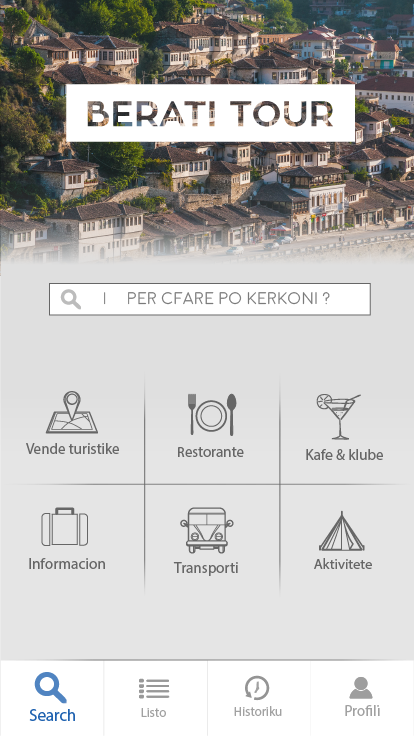 BERATI TOUR
PER CFARE PO KERKONI ?
Vende turistike
Restorante
Kafe & klube
Informacion
Transporti
Aktivitete
Search
Listo
Historiku
Profili